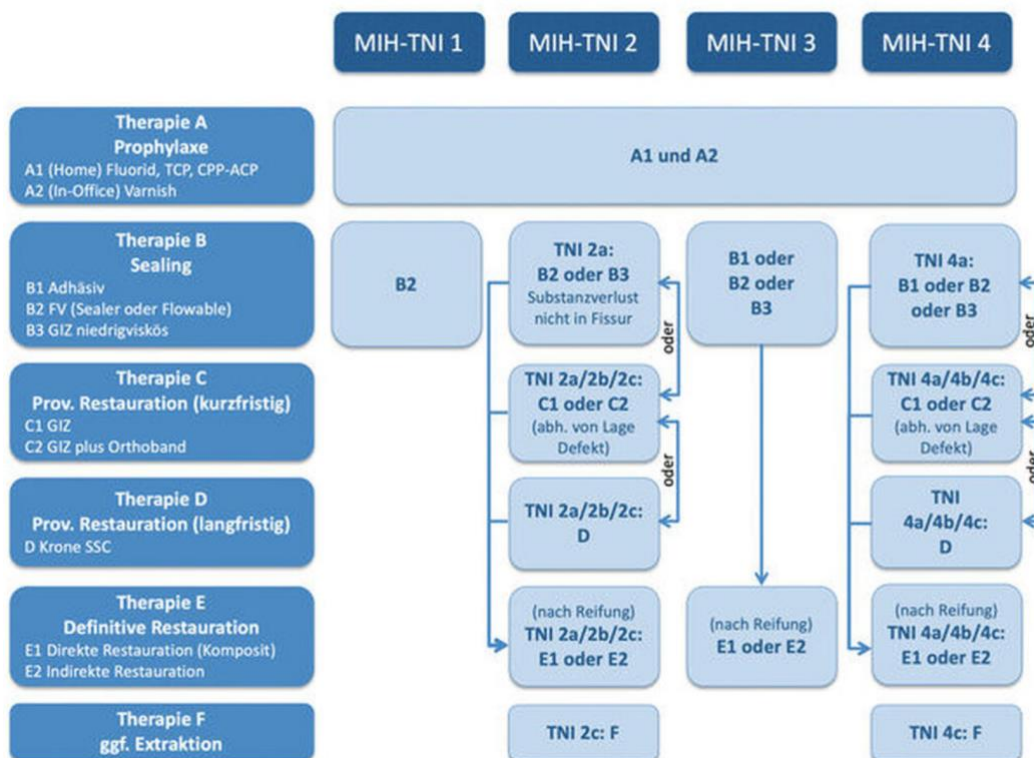 MIH-TNI 1
MIH-TNI 2
MIH-TNI 3
MIH-TNI 4
Therapie A
Prophylaxe
A1 (Home) Fluorid, TCP, CPP-ACP
A2 (In-Office) Varnish
A1 und A2
Therapie B
Sealing
B1 Adhäsiv
B2 FV (Sealer oder Flowable)
B3 GIZ niedrigviskös
B2
TNI 2a:
B2 oder B3
Substanzverlust
nicht in Fissur
B1 oder
B2 oder
B3
TNI 4a:
B1 oder B2
oder B3
oder
oder
Therapie C
Prov. Restauration (kurzfristig)
C1 GIZ
C2 GIZ plus Orthoband
TNI 2a/2b/2c:
C1 oder C2
(abh. von Lage
Defekt)
TNI 4a/4b/4c:
C1 oder C2
(abh. von Lage
Defekt)
oder
oder
Therapie D
Prov. Restauration (langfristig)
D Krone SSC
TNI 2a/2b/2c:
D
TNI
4a/4b/4c:
D
Therapie E
Definitive Restauration
E1 Direkte Restauration (Komposit)
E2 Indirekte Restauration
(nach Reifung)
TNI 2a/2b/2c:
E1 oder E2
(nach Reifung)
E1 oder E2
(nach Reifung)
TNI 4a/4b/4c:
E1 oder E2
Therapie F
ggf. Extraktion
TNI 2c: F
TNI 4c: F